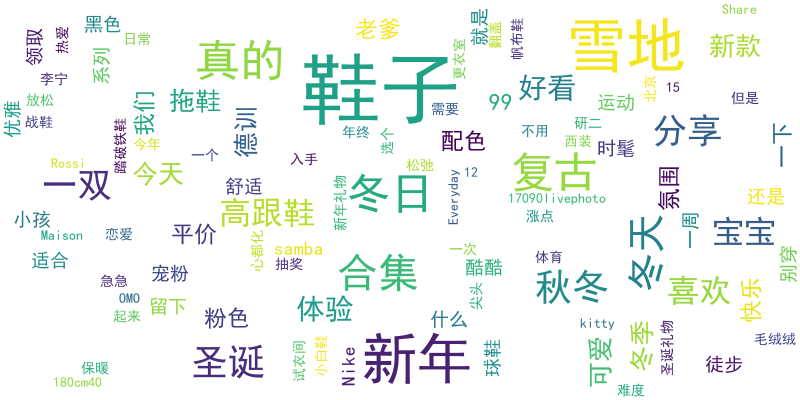 Share
黑色
老爹
就是
翻盖
雪地
领取
热爱
日常
真的
鞋子
更衣室
帆布鞋
新款
系列
李宁
放松
拖鞋
好看
北京
15
优雅
战鞋
我们
德训
需要
99
运动
但是
踏破铁鞋
年终
选个
配色
不用
研二
西装
分享
一下
今年
一个
入手
时髦
Rossi
今天
松弛
复古
一双
舒适
新年礼物
冬日
Everyday
12
17090livephoto
氛围
还是
小孩
高跟鞋
涨点
一周
Maison
恋爱
平价
心都化
samba
一次
冬天
宝宝
别穿
适合
宠粉
抽奖
合集
酷酷
体育
急急
OMO
留下
体验
尖头
秋冬
喜欢
快乐
起来
粉色
什么
kitty
圣诞
试衣间
小白鞋
Nike
新年
球鞋
可爱
冬季
圣诞礼物
毛绒绒
保暖
徒步
180cm40
难度